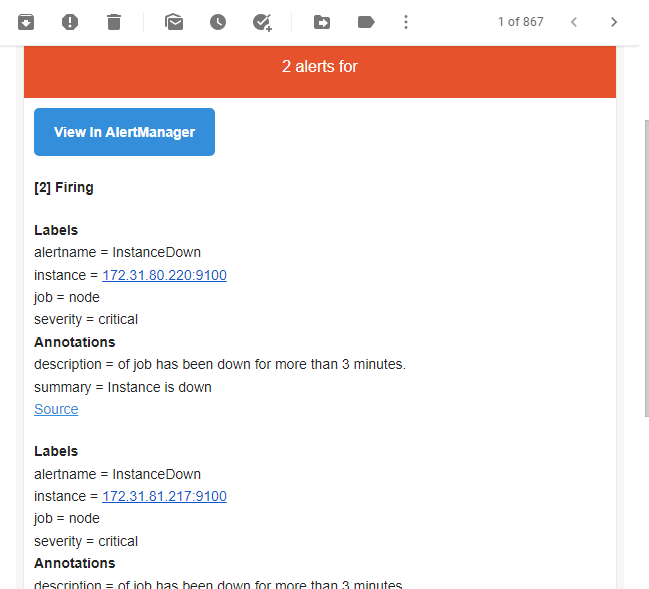 1 of 867
2 alerts for
View In AlertManager
[2] Firing
Labels
alertname = InstanceDown
instance = 172.31.80.220:9100
job = node
severity = critical
Annotations
description = of job has been down for more than 3 minutes.
summary = Instance is down
Source
Labels
alertname = InstanceDown
instance = 172.31.81.217:9100
job = node
severity = critical
Annotations
description = of job has been down for more than 3 minutes.